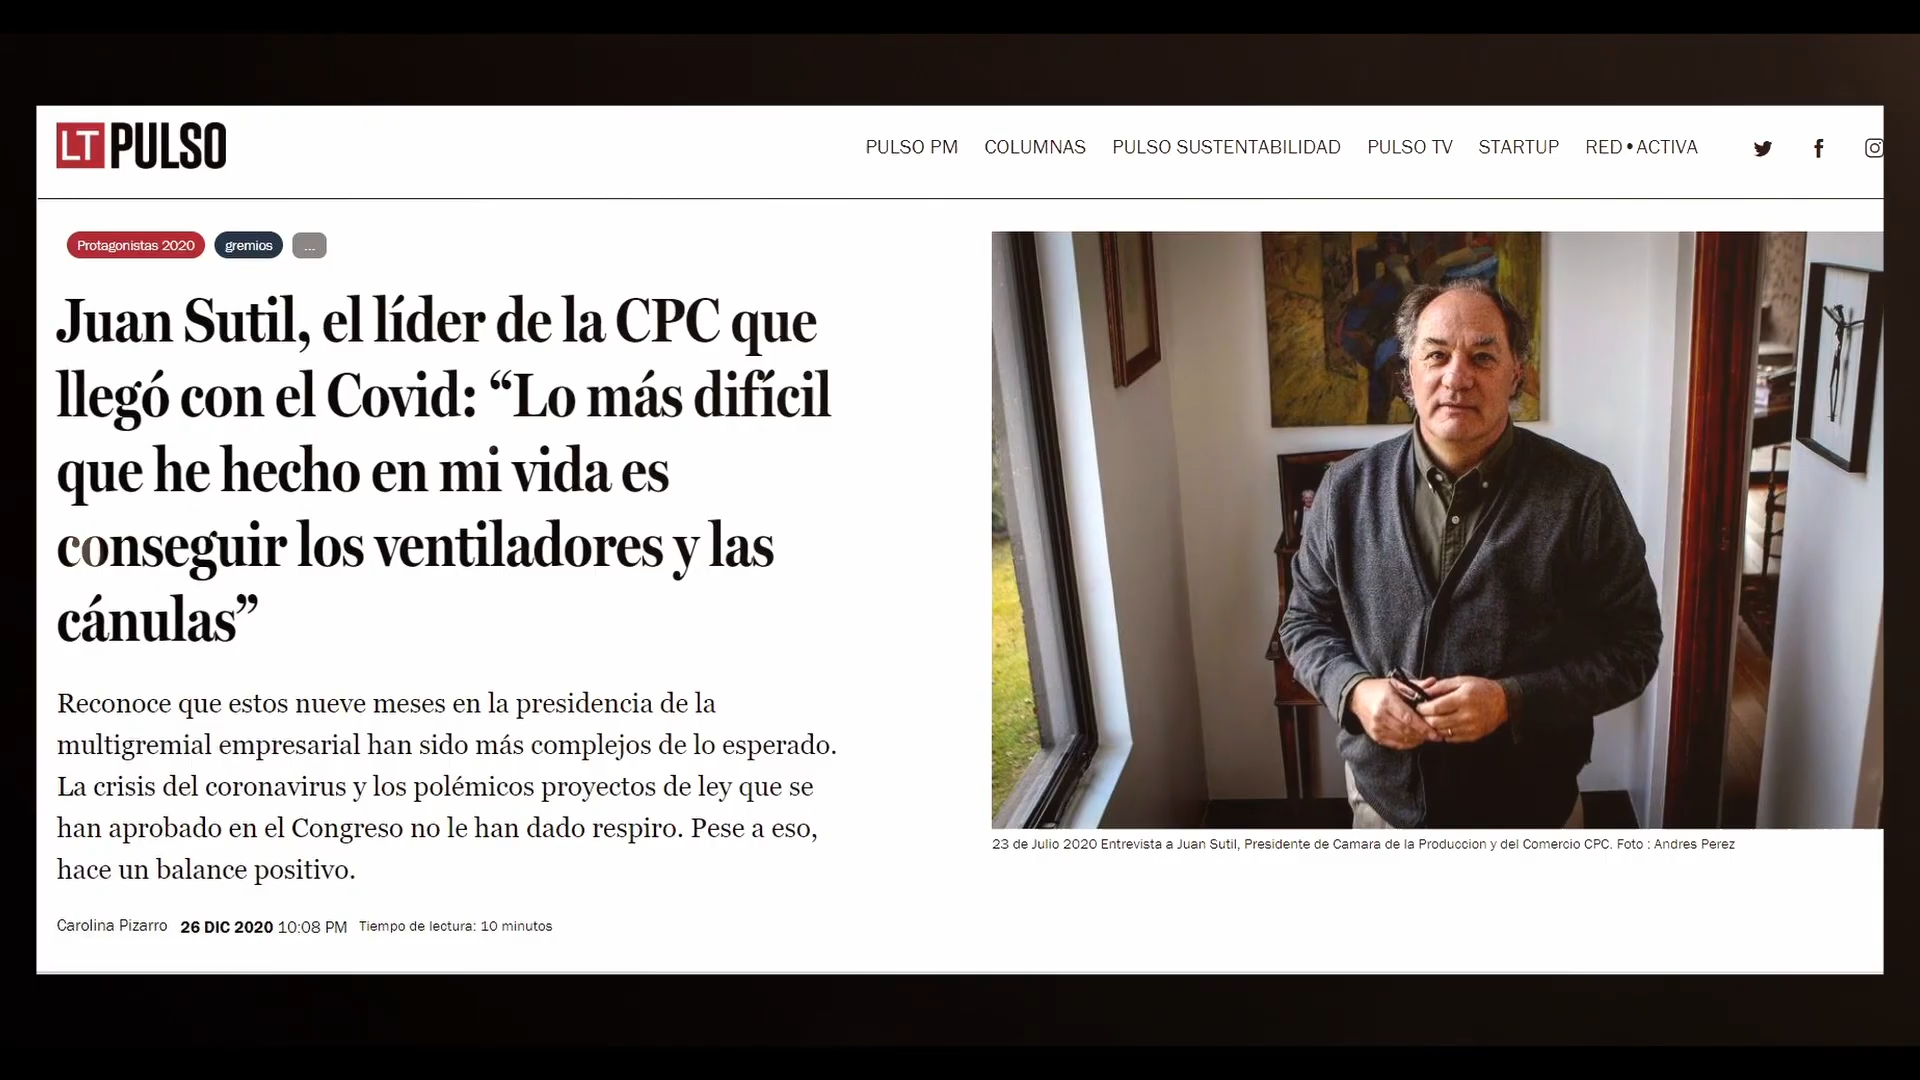 LT PULSO
PULSO PM COLUMNAS PULSO SUSTENTABILIDAD PULSO TV STARTUP RED•ACTIVA
Protagonistas 2020 gremios ...
Juan Sutil, el líder de la CPC que
llegó con el Covid: “Lo más difícil
que he hecho en mi vida es
conseguir los ventiladores y las
cánulas”
Reconoce que estos nueve meses en la presidencia de la
multigremial empresarial han sido más complejos de lo esperado.
La crisis del coronavirus y los polémicos proyectos de ley que se
han aprobado en el Congreso no le han dado respiro. Pese a eso,
hace un balance positivo.
Carolina Pizarro 26 DIC 2020 10:08 PM Tiempo de lectura: 10 minutos
23 de Julio 2020 Entrevista a Juan Sutil, Presidente de Camara de la Produccion y del Comercio CPC. Foto : Andres Perez